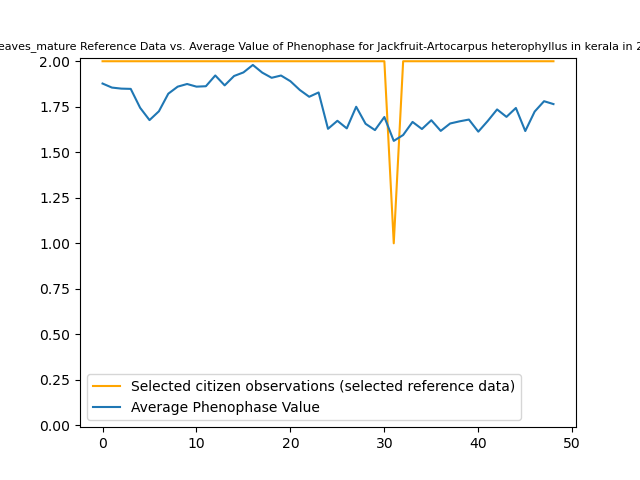 eaves_mature Reference Data vs. Average Value of Phenophase for Jackfruit-Artocarpus heterophyllus in kerala in 2
2.00
1.75
1.50
1.25
1.00
0.75
0.50
0.25
0.00
Selected citizen observations (selected reference data)
Average Phenophase Value
0 10 20 30 40 50